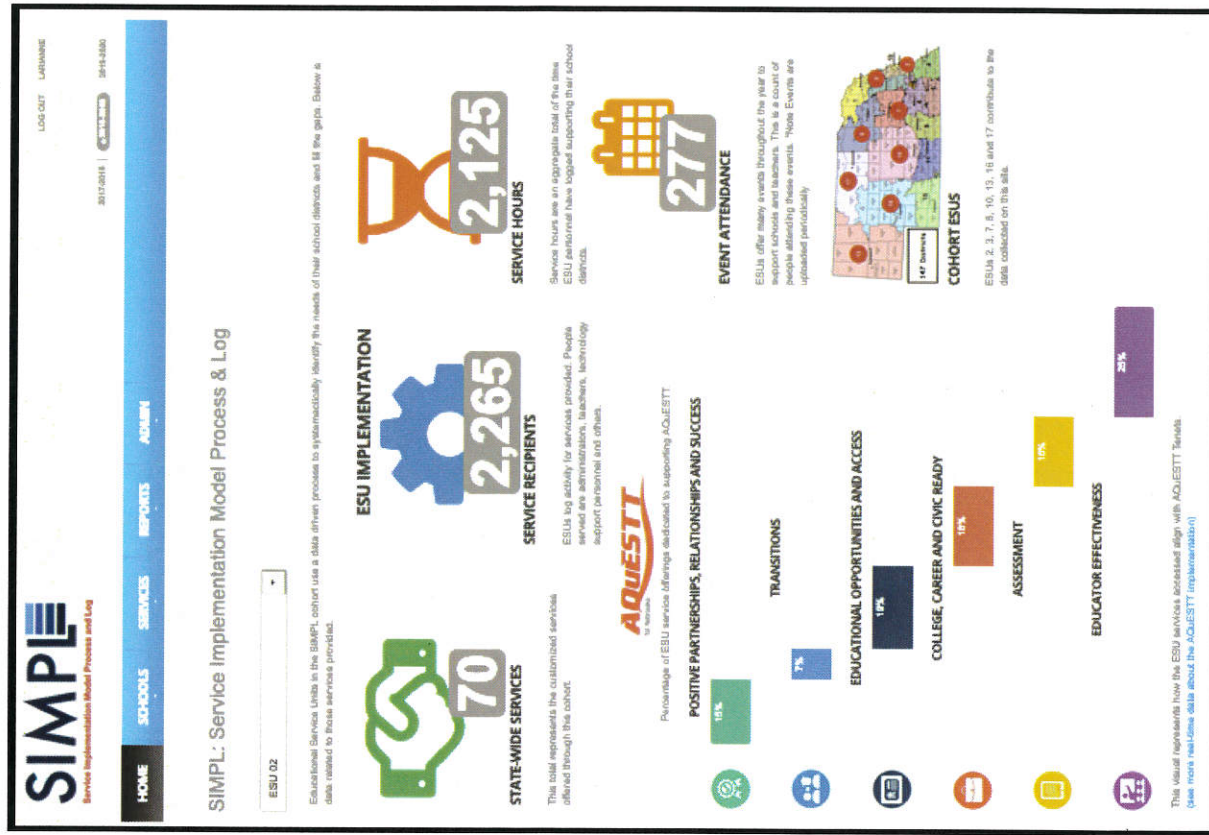 LOG OUT LARIANNE
SIMPL
Service Implementation Model Process and Log
2017-2018 |
HOME SCHOOLS SERVICES REPORTS ADMIN
SIMPL: Service Implementation Model Process & Log
ESU 02
Educational Service Units in the SIMPL cohort use a data driven process to systematically identify the needs of their school districts and fill the gaps. Below is
data related to those services provided.
ESU IMPLEMENTATION
70
STATE-WIDE SERVICES
This total represents the customized services
offered through this cohort.
2,265
SERVICE RECIPIENTS
ESUs log activity for services provided. People
served are administrators, teachers, technology
support personnel and others.
2,125
SERVICE HOURS
Service hours are an aggregate total of the time
ESU personnel have logged supporting their school
districts.
AQuESTT
for Nebraska
Percentage of ESU service offerings dedicated to supporting AQuESTT
POSITIVE PARTNERSHIPS, RELATIONSHIPS AND SUCCESS
15%
TRANSITIONS
7%
EDUCATIONAL OPPORTUNITIES AND ACCESS
19%
COLLEGE, CAREER AND CIVIC READY
18%
ASSESSMENT
16%
EDUCATOR EFFECTIVENESS
25%
This visual represents how the ESU services accessed align with AQuESTT Tenets
(see more real-time data about the AQuESTT implementation)
277
EVENT ATTENDANCE
ESUs offer many events throughout the year to
support schools and teachers. This is a count of
people attending these events. *Note Events are
uploaded periodically
147 Districts
COHORT ESUS
ESUs 2, 3, 7, 8, 10, 13, 16 and 17 contribute to the
data collected on this site.